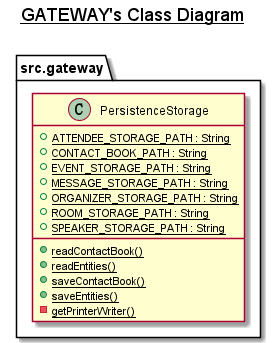 GATEWAY's Class Diagram
src.gateway
C PersistenceStorage
ATTENDEE_STORAGE_PATH : String
CONTACT_BOOK_PATH : String
EVENT_STORAGE_PATH : String
MESSAGE_STORAGE_PATH : String
ORGANIZER_STORAGE_PATH : String
ROOM_STORAGE_PATH : String
SPEAKER_STORAGE_PATH : String
readContactBook()
readEntities()
saveContactBook()
saveEntities()
getPrinterWriter()